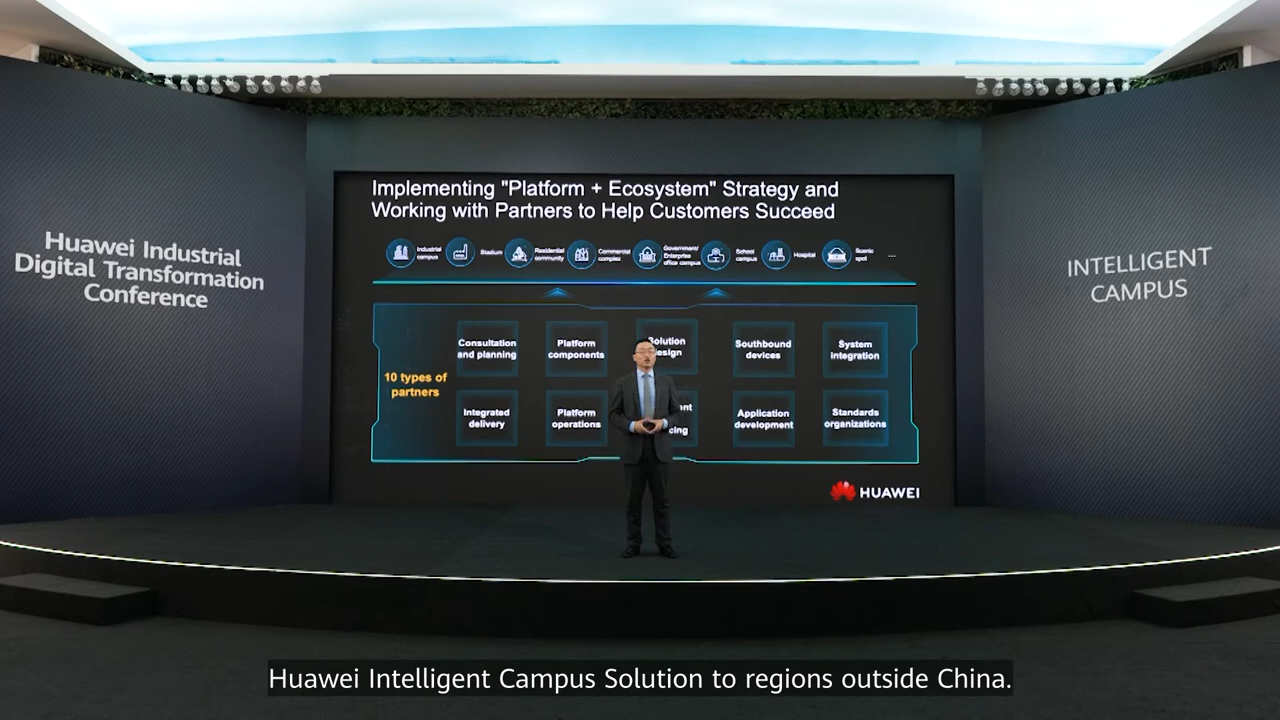 Huawei Industrial
Digital Transformation
Conference
Implementing "Platform + Ecosystem" Strategy and
Working with Partners to Help Customers Succeed
Industrial
campus
Stadium
Residential
community
Commercial
complex
Government/
Enterprise
office campus
School
campus
Hospital
Scenic
spot
...
10 types of
partners
Consultation
and planning
Platform
components
Southbound
devices
System
integration
Integrated
delivery
Platform
operations
Application
development
Standards
organizations
HUAWEI
INTELLIGENT
CAMPUS
Huawei Intelligent Campus Solution to regions outside China.